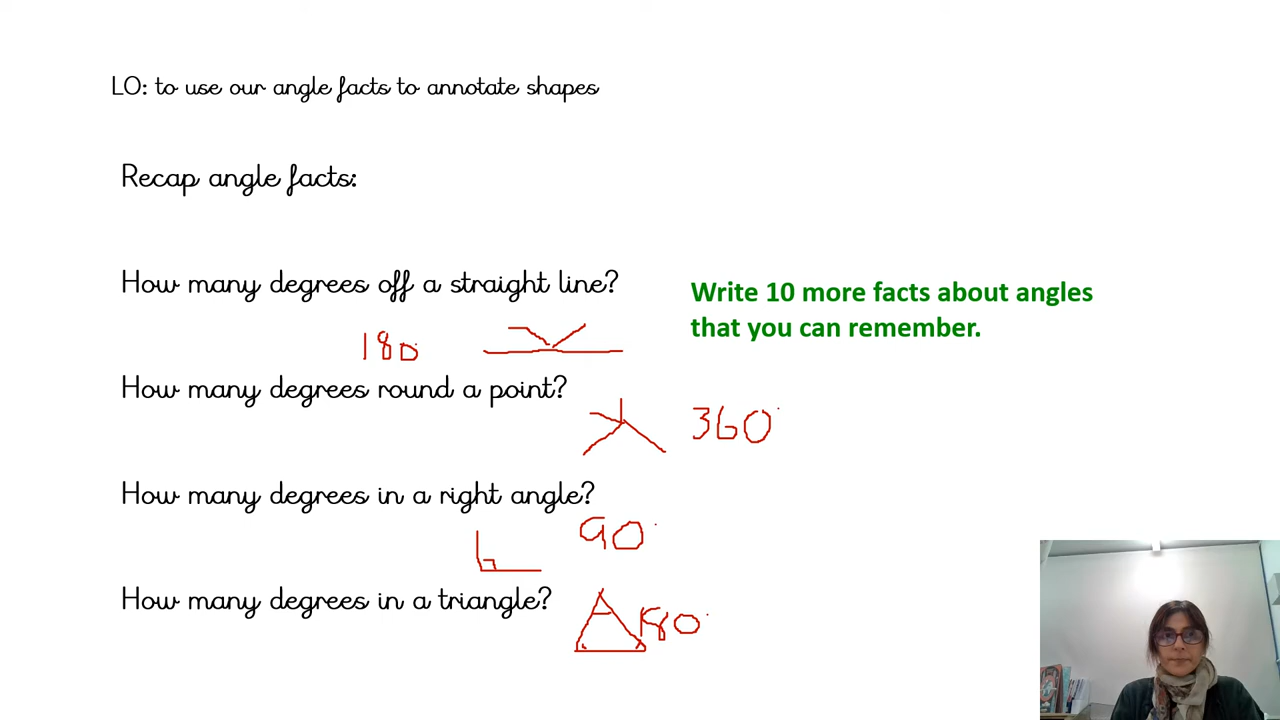 LO: to use our angle facts to annotate shapes
Recap angle facts:
How many degrees off a straight line?
Write 10 more facts about angles
that you can remember.
180
How many degrees round a point?
360
How many degrees in a right angle?
90
How many degrees in a triangle?
180